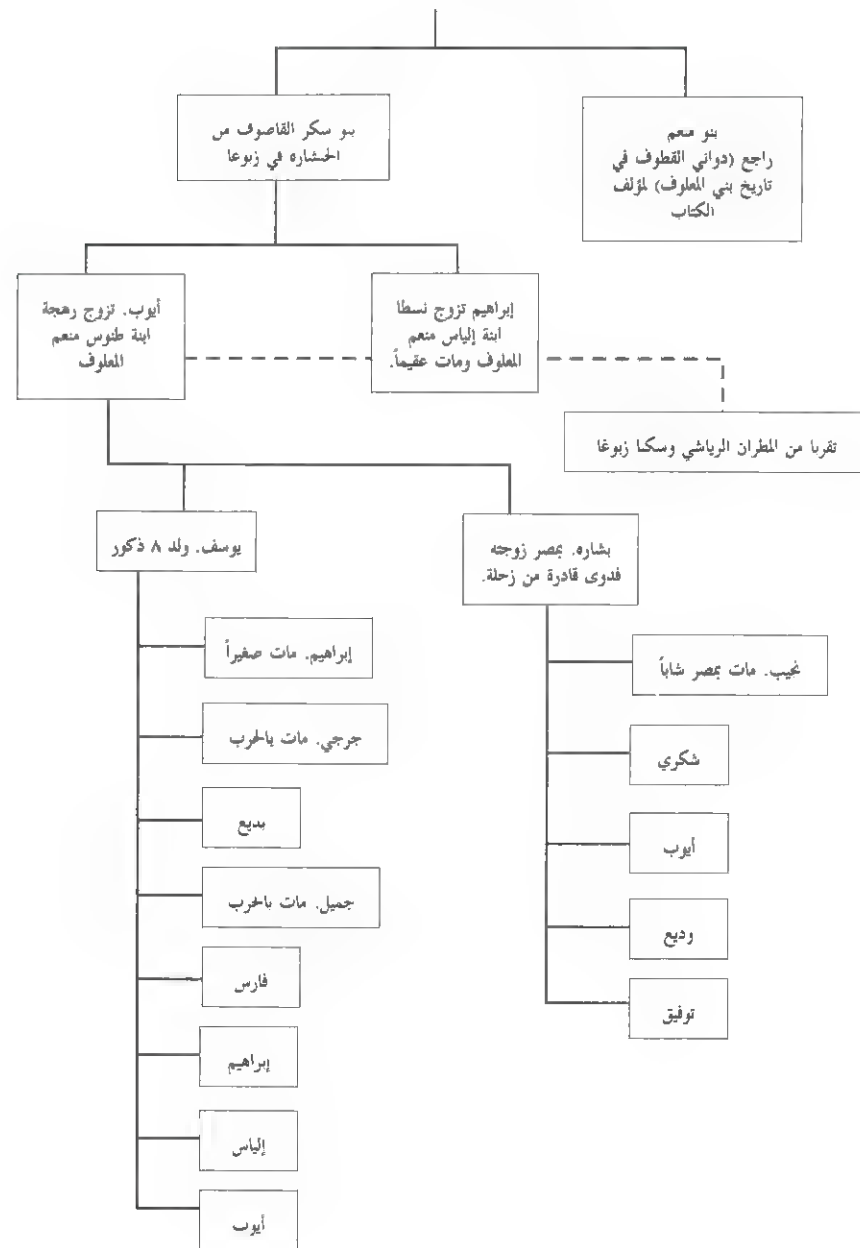 بنو منعم
راجع (دواني القطوف في
تاريخ بني المعلوف) لمؤلف
الكتاب
بنو سكر القاصوف من
الخنشاره في زبوغا
إبراهيم تزوج نسطا
ابنة إلياس منعم
المعلوف ومات عقيماً.
أيوب. تزوج رهجة
ابنة طنوس منعم
المعلوف
تقربا من المطران الرياشي وسكنا زبوغا
بشاره. بمصر زوجته
فدوى قادرة من زحلة.
يوسف. ولد ٨ ذكور
نجيب. مات بمصر شاباً
شكري
أيوب
وديع
توفيق
إبراهيم. مات صغيراً
جرجي. مات بالحرب
بديع
جميل. مات بالحرب
فارس
إبراهيم
إلياس
أيوب